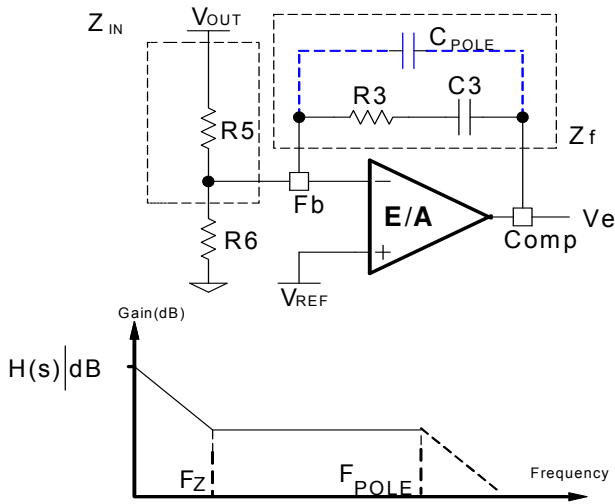 Z IN
VOUT
CPOLE
R3
C3
R5
Zf
Fb
E/A
Ve
R6
Comp
VREF
Gain(dB)
H(s)|dB
FZ
FPOLE
Frequency